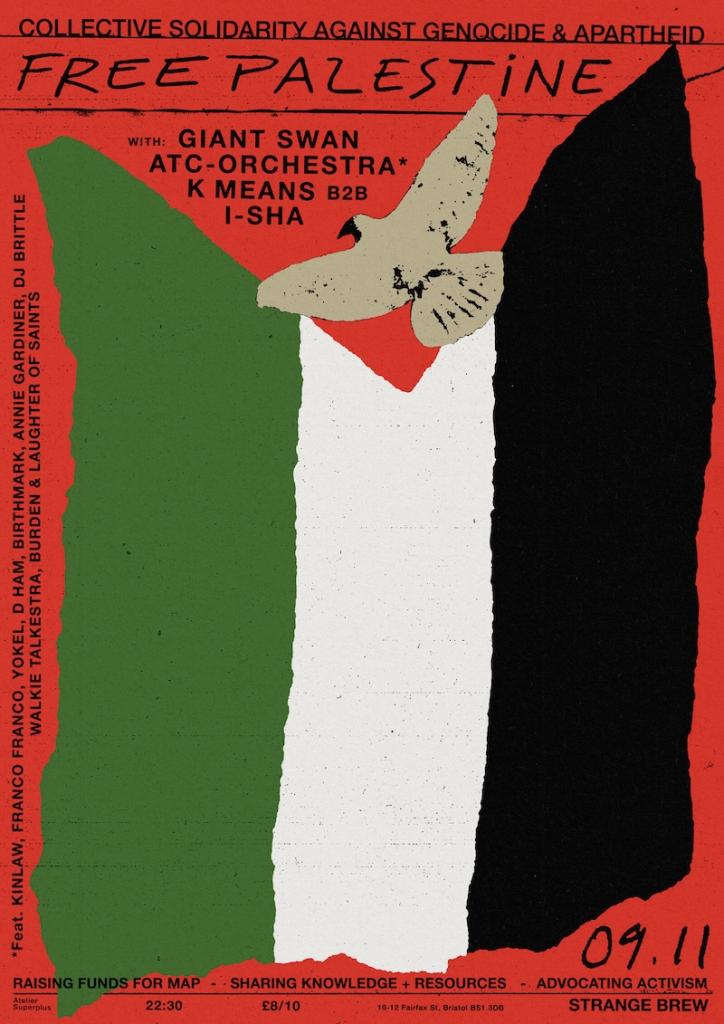 COLLECTIVE SOLIDARITY AGAINST GENOCIDE & APARTHEID
FREE PALESTiNE
WITH: GIANT SWAN
ATC-ORCHESTRA*
K MEANS B2B
I-SHA
*Feat. KINLAW, FRANCO FRANCO, YOKEL, D HAM, BIRTHMARK, ANNIE GARDINER, DJ BRITTLE
WALKIE TALKESTRA, BURDEN & LAUGHTER OF SAINTS
09.11
RAISING FUNDS FOR MAP - SHARING KNOWLEDGE + RESOURCES - ADVOCATING ACTIVISM
Atelier
Superplus
22:30 £8/10 10-12 Fairfax St, Bristol BS1 3DB STRANGE BREW